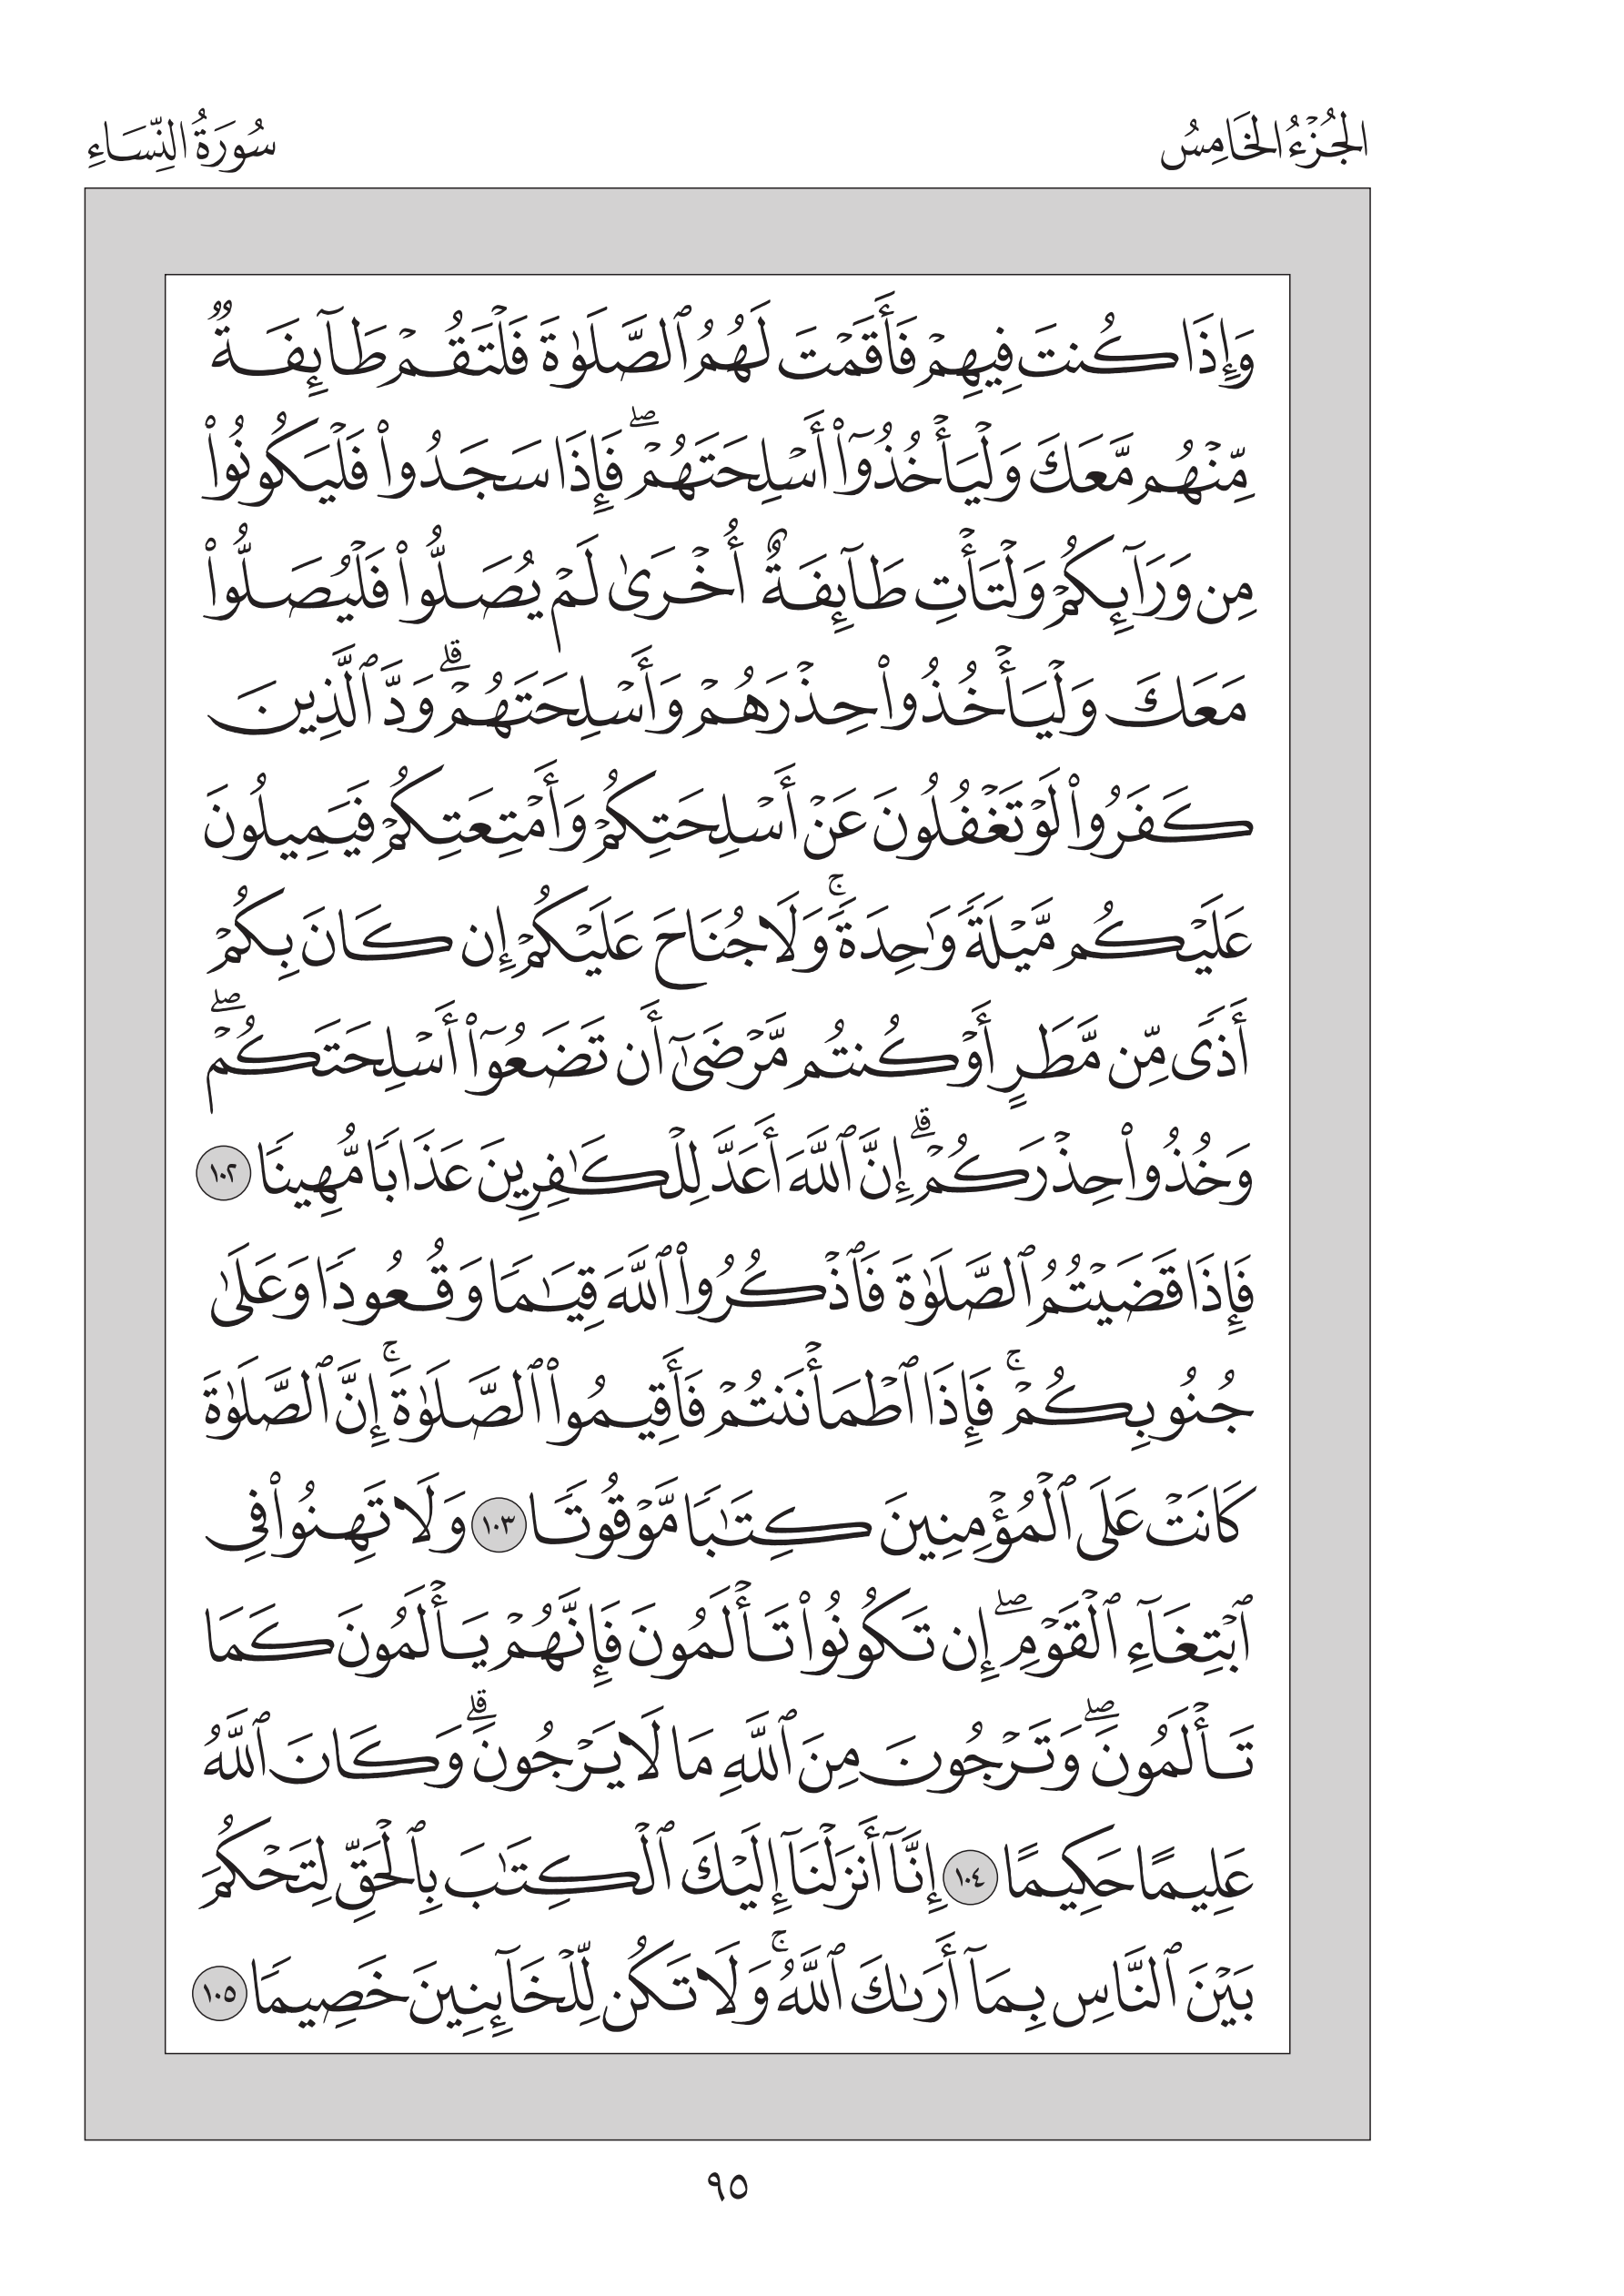 الجُزْءُ الخَامِسُ
سُورَةُ النِّسَاءِ
وَإِذَا كُنتَ فِيهِمْ فَأَقَمْتَ لَهُمُ ٱلصَّلَوٰةَ فَلْتَقُمْ طَآئِفَةٌ
مِّنْهُم مَّعَكَ وَلْيَأْخُذُوٓا۟ أَسْلِحَتَهُمْۖ فَإِذَا سَجَدُوا۟ فَلْيَكُونُوا۟
مِن وَرَآئِكُمْ وَلْتَأْتِ طَآئِفَةٌ أُخْرَىٰ لَمْ يُصَلُّوا۟ فَلْيُصَلُّوا۟
مَعَكَ وَلْيَأْخُذُوا۟ حِذْرَهُمْ وَأَسْلِحَتَهُمْۗ وَدَّ ٱلَّذِينَ
كَفَرُوا۟ لَوْ تَغْفُلُونَ عَنْ أَسْلِحَتِكُمْ وَأَمْتِعَتِكُمْ فَيَمِيلُونَ
عَلَيْكُم مَّيْلَةً وَٰحِدَةًۚ وَلَا جُنَاحَ عَلَيْكُمْ إِن كَانَ بِكُمْ
أَذًى مِّن مَّطَرٍ أَوْ كُنتُم مَّرْضَىٰٓ أَن تَضَعُوٓا۟ أَسْلِحَتَكُمْۖ
وَخُذُوا۟ حِذْرَكُمْۗ إِنَّ ٱللَّهَ أَعَدَّ لِلْكَٰفِرِينَ عَذَابًا مُّهِينًا ١٠٢
فَإِذَا قَضَيْتُمُ ٱلصَّلَوٰةَ فَٱذْكُرُوا۟ ٱللَّهَ قِيَٰمًا وَقُعُودًا وَعَلَىٰ
جُنُوبِكُمْۚ فَإِذَا ٱطْمَأْنَنتُمْ فَأَقِيمُوا۟ ٱلصَّلَوٰةَۚ إِنَّ ٱلصَّلَوٰةَ
كَانَتْ عَلَى ٱلْمُؤْمِنِينَ كِتَٰبًا مَّوْقُوتًا ١٠٣ وَلَا تَهِنُوا۟ فِى
ٱبْتِغَآءِ ٱلْقَوْمِۖ إِن تَكُونُوا۟ تَأْلَمُونَ فَإِنَّهُمْ يَأْلَمُونَ كَمَا
تَأْلَمُونَۖ وَتَرْجُونَ مِنَ ٱللَّهِ مَا لَا يَرْجُونَۗ وَكَانَ ٱللَّهُ
عَلِيمًا حَكِيمًا ١٠٤ إِنَّآ أَنزَلْنَآ إِلَيْكَ ٱلْكِتَٰبَ بِٱلْحَقِّ لِتَحْكُمَ
بَيْنَ ٱلنَّاسِ بِمَآ أَرَىٰكَ ٱللَّهُۚ وَلَا تَكُن لِّلْخَآئِنِينَ خَصِيمًا ١٠٥
٩٥